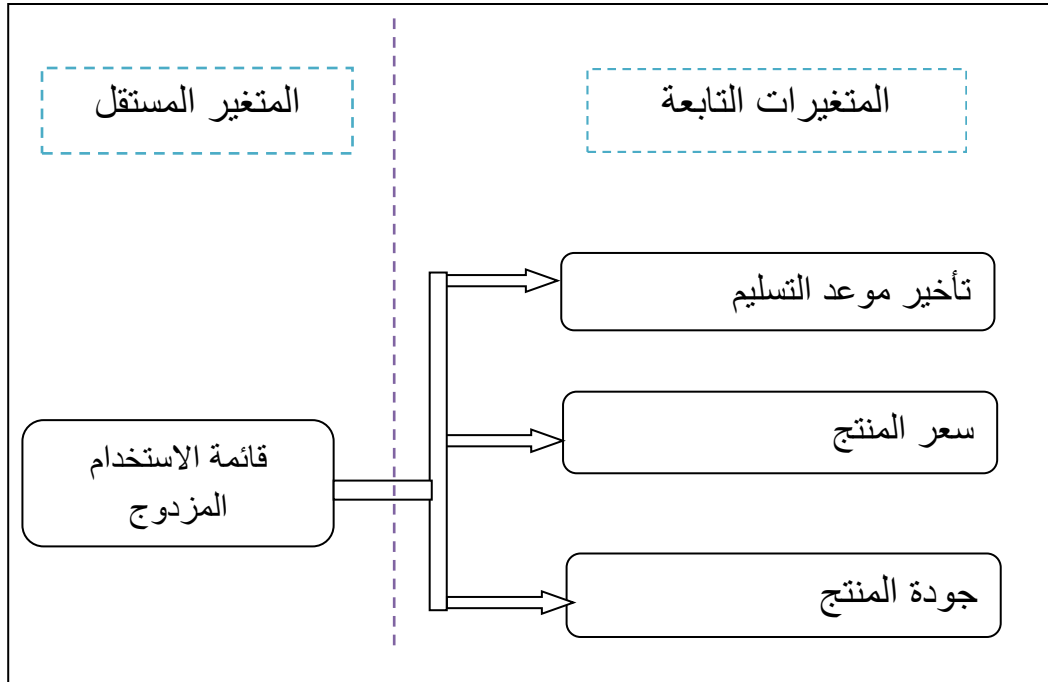 المتغيرات التابعة
المتغير المستقل
تأخير موعد التسليم
سعر المنتج
قائمة الاستخدام
المزدوج
جودة المنتج